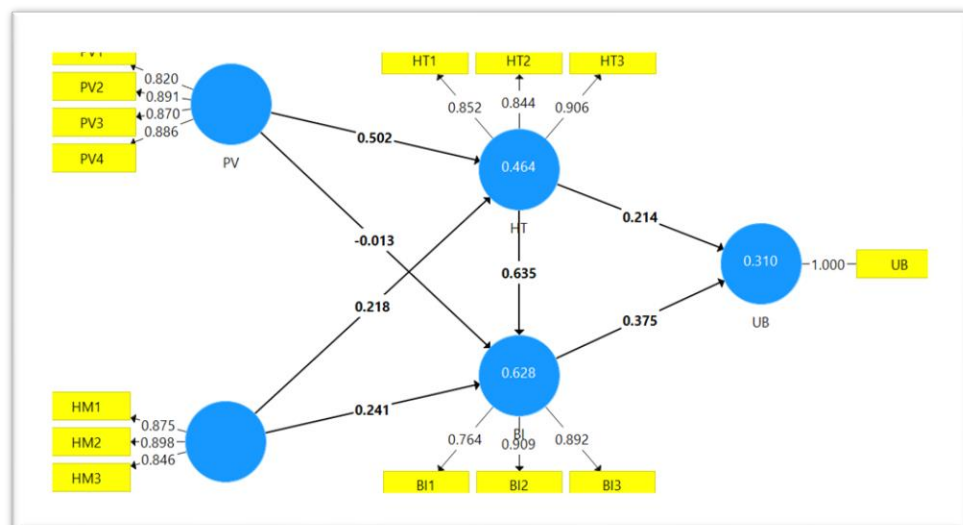 PV1
PV2
PV3
PV4
0.820
0.891
0.870
0.886
PV
HT1
HT2
HT3
0.852
0.844
0.906
0.502
0.464
HT
-0.013
0.218
0.635
0.214
0.310
1.000
UB
UB
0.375
HM1
HM2
HM3
0.875
0.898
0.846
0.241
0.628
BI
0.764
0.909
0.892
BI1
BI2
BI3